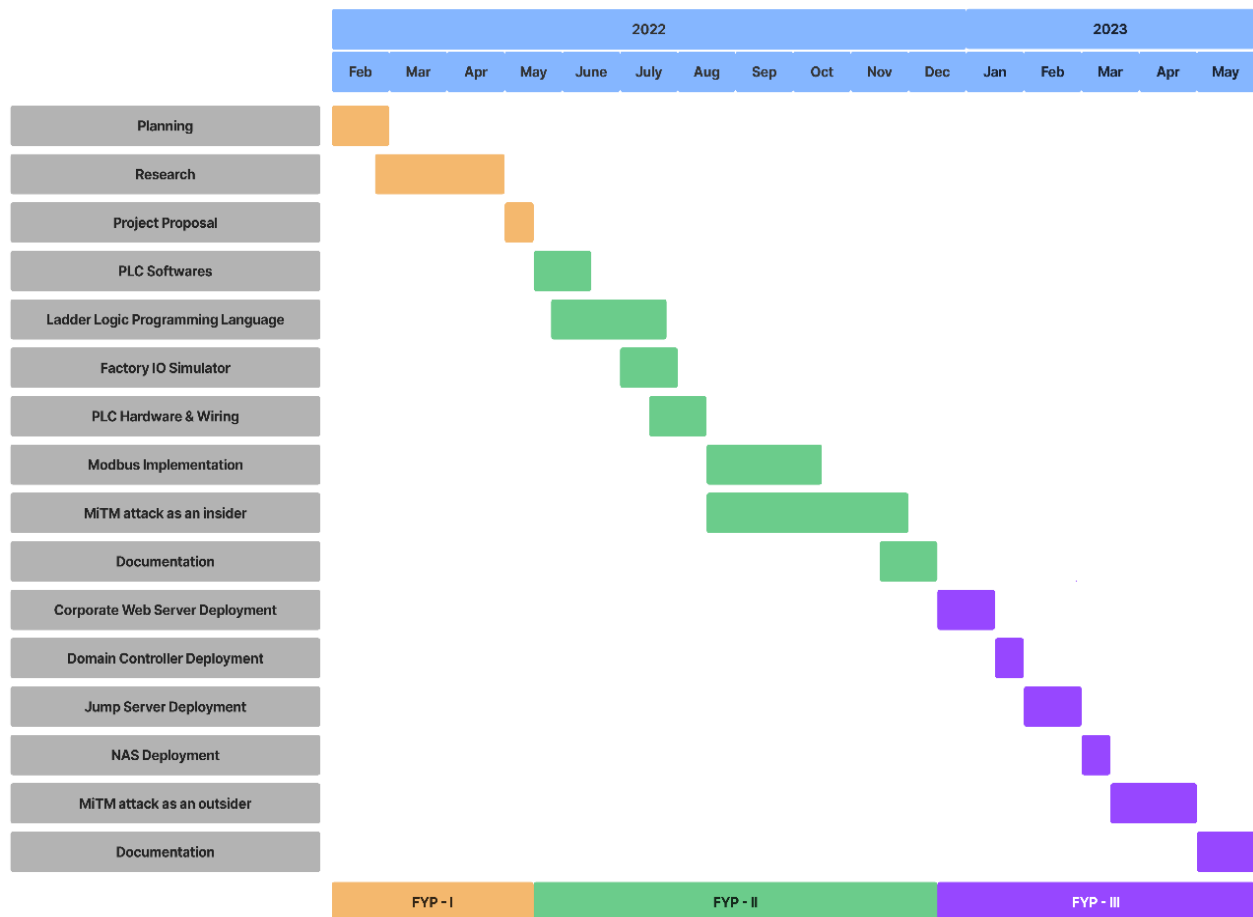 2022 2023
Feb Mar Apr May June July Aug Sep Oct Nov Dec Jan Feb Mar Apr May
Planning
Research
Project Proposal
PLC Softwares
Ladder Logic Programming Language
Factory IO Simulator
PLC Hardware & Wiring
Modbus Implementation
MiTM attack as an insider
Documentation
Corporate Web Server Deployment
Domain Controller Deployment
Jump Server Deployment
NAS Deployment
MiTM attack as an outsider
Documentation
FYP - I FYP - II FYP - III